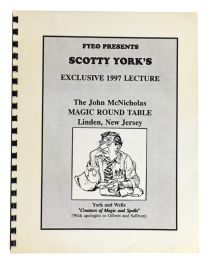 FYEO PRESENTS
SCOTTY YORK'S
EXCLUSIVE 1997 LECTURE
The John McNicholas
MAGIC ROUND TABLE
Linden, New Jersey
York and Wells
"Creators of Magic and Spells"
(With apologies to Gilbert and Sullivan)